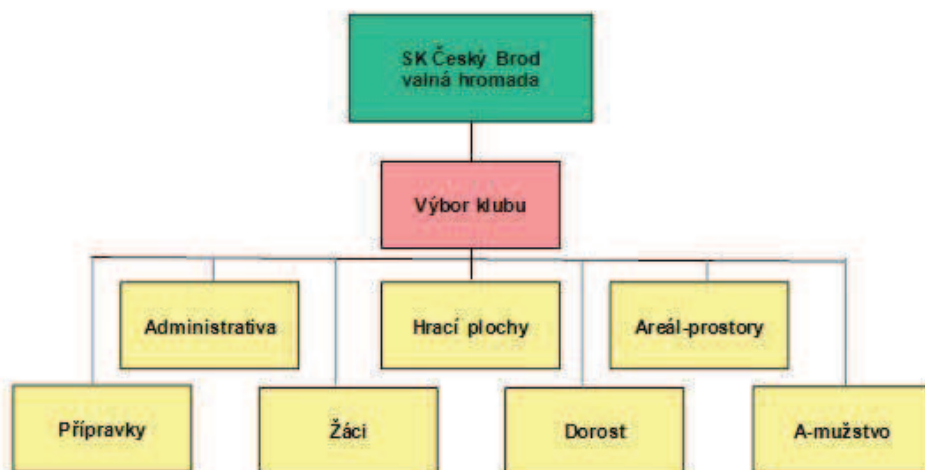 SK Český Brod
valná hromada
Výbor klubu
Administrativa
Hrací plochy
Areál-prostory
Přípravky
Žáci
Dorost
A-mužstvo